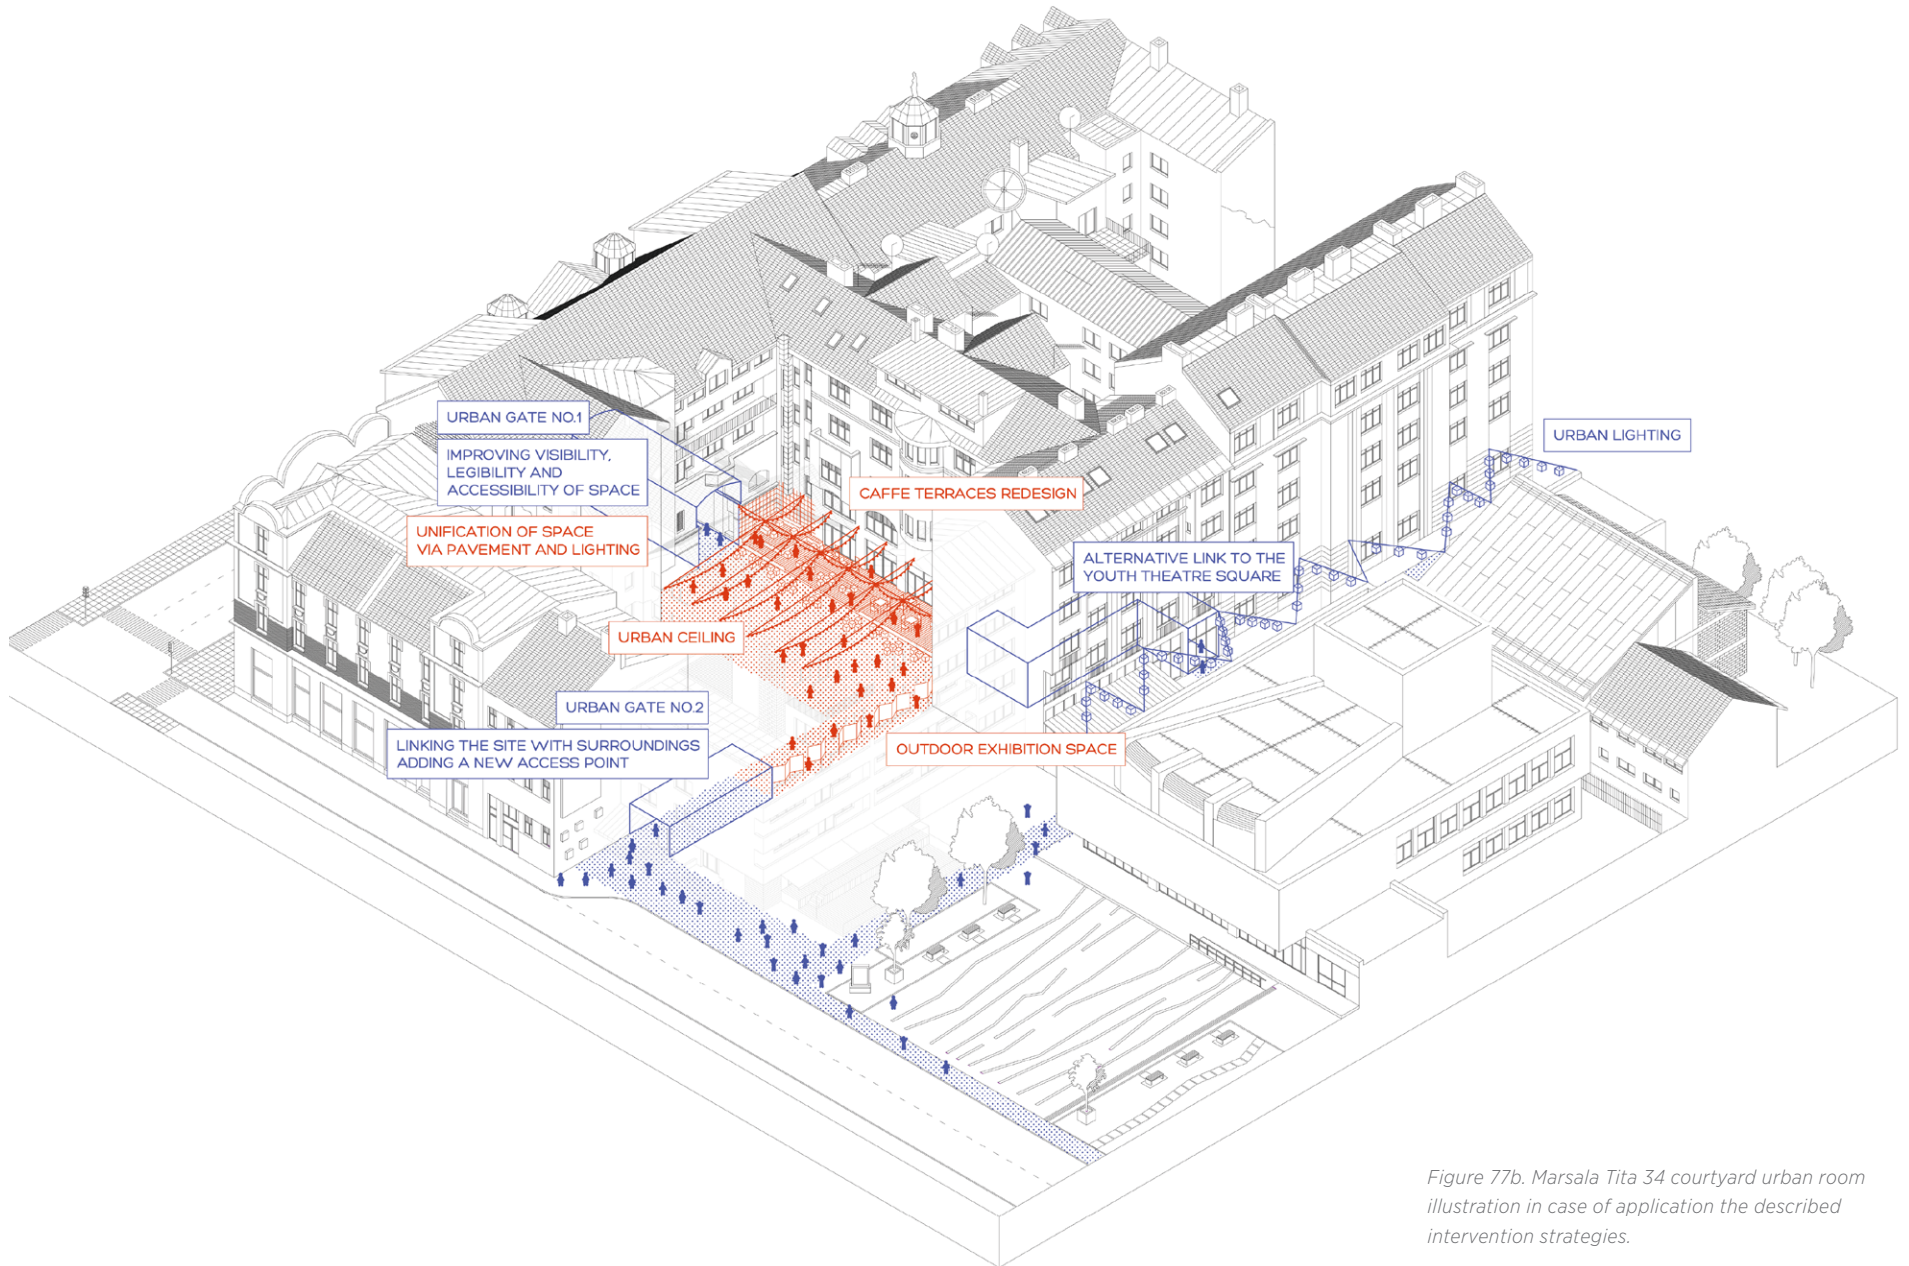 URBAN GATE NO.1
IMPROVING VISIBILITY,
LEGIBILITY AND
ACCESSIBILITY OF SPACE
UNIFICATION OF SPACE
VIA PAVEMENT AND LIGHTING
CAFFE TERRACES REDESIGN
URBAN LIGHTING
ALTERNATIVE LINK TO THE
YOUTH THEATRE SQUARE
URBAN CEILING
URBAN GATE NO.2
LINKING THE SITE WITH SURROUNDINGS
ADDING A NEW ACCESS POINT
OUTDOOR EXHIBITION SPACE
Figure 77b. Marsala Tita 34 courtyard urban room
illustration in case of application the described
intervention strategies.